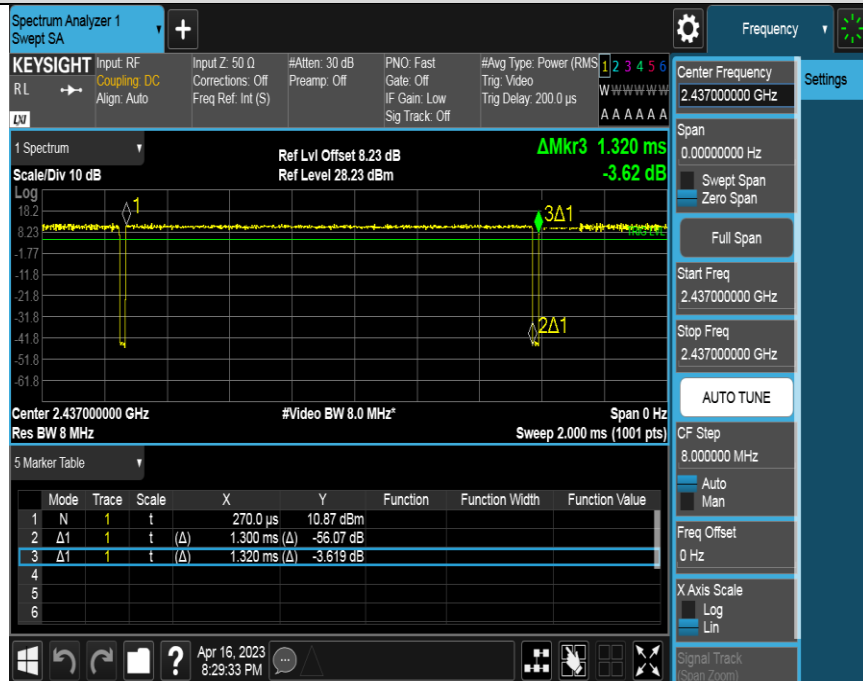 Spectrum Analyzer 1
Swept SA
+
Frequency
KEYSIGHT
RL
LXI
Input: RF
Coupling: DC
Align: Auto
Input Z: 50 Ω
Corrections: Off
Freq Ref: Int (S)
#Atten: 30 dB
Preamp: Off
PNO: Fast
Gate: Off
IF Gain: Low
Sig Track: Off
#Avg Type: Power (RMS
Trig: Video
Trig Delay: 200.0 µs
1 2 3 4 5 6
W W W W W W
A A A A A A
1 Spectrum
Scale/Div 10 dB
Ref Lvl Offset 8.23 dB
Ref Level 28.23 dBm
ΔMkr3 1.320 ms
-3.62 dB
Log
18.2
8.23
-1.77
-11.8
-21.8
-31.8
-41.8
-51.8
-61.8
1
3Δ1
2Δ1
Center 2.437000000 GHz
Res BW 8 MHz
#Video BW 8.0 MHz*
Span 0 Hz
Sweep 2.000 ms (1001 pts)
5 Marker Table
Mode Trace Scale X Y Function Function Width Function Value
1 N 1 t 270.0 µs 10.87 dBm
2 Δ1 1 t (Δ) 1.300 ms (Δ) -56.07 dB
3 Δ1 1 t (Δ) 1.320 ms (Δ) -3.619 dB
4
5
6
?
Apr 16, 2023
8:29:33 PM
Center Frequency
2.437000000 GHz
Span
0.00000000 Hz
Swept Span
Zero Span
Full Span
Start Freq
2.437000000 GHz
Stop Freq
2.437000000 GHz
AUTO TUNE
CF Step
8.000000 MHz
Auto
Man
Freq Offset
0 Hz
X Axis Scale
Log
Lin
Signal Track
(Span Zoom)
Settings